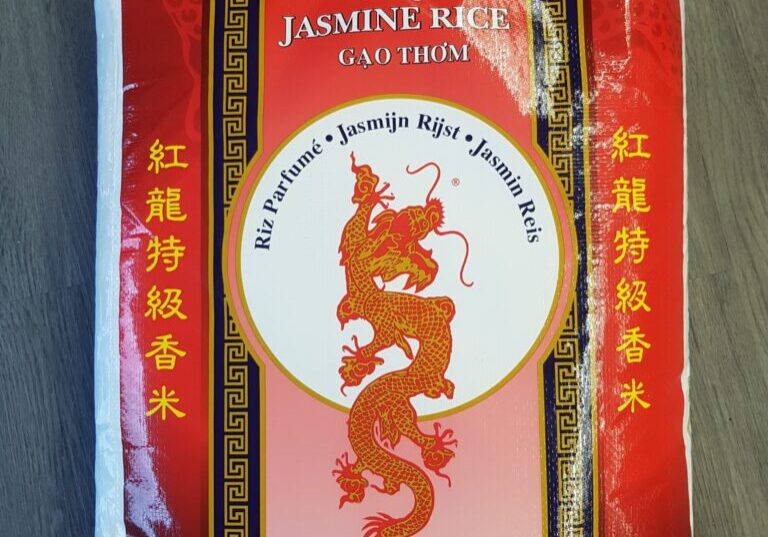 JASMINE RICE
GẠO THƠM
Riz Parfumé • Jasmijn Rijst • Jasmin Reis
®
紅龍特級香米
紅龍特級香米